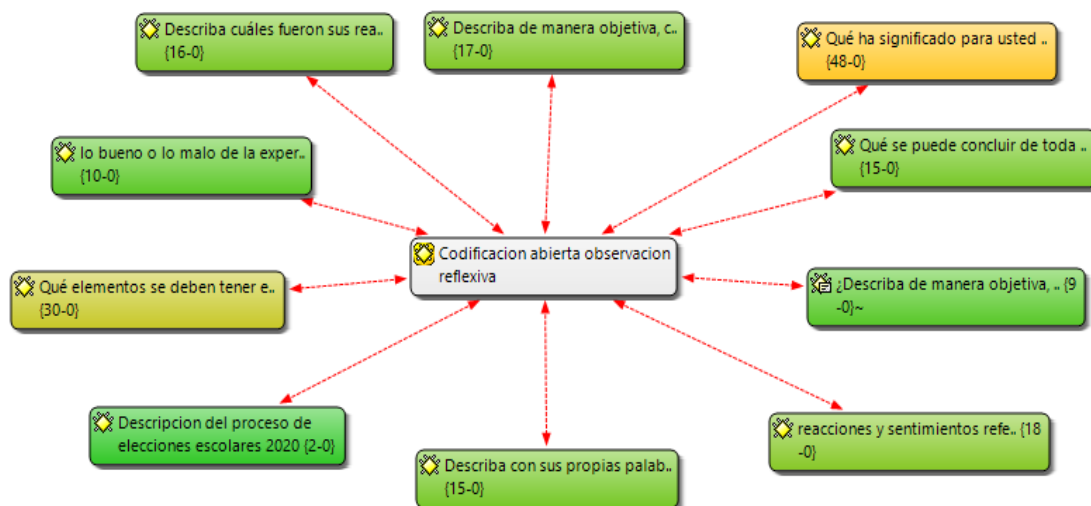 Describa cuáles fueron sus rea..
{16-0}
Describa de manera objetiva, c..
{17-0}
Qué ha significado para usted ..
{48-0}
lo bueno o lo malo de la exper..
{10-0}
Qué se puede concluir de toda ..
{15-0}
Codificacion abierta observacion
reflexiva
Qué elementos se deben tener e..
{30-0}
¿Describa de manera objetiva, .. {9
-0}~
Descripcion del proceso de
elecciones escolares 2020 {2-0}
Describa con sus propias palab..
{15-0}
reacciones y sentimientos refe.. {18
-0}